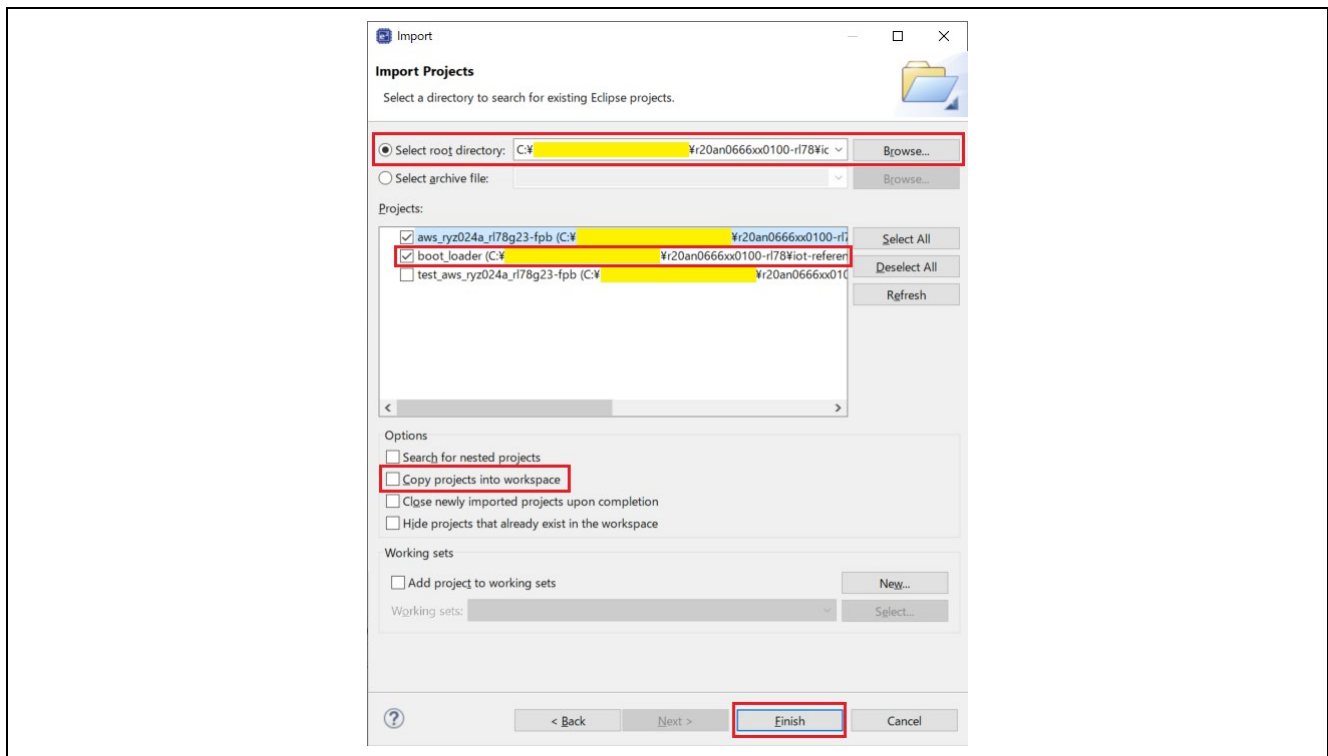 Import
Import Projects
Select a directory to search for existing Eclipse projects.
Select root directory: C:¥ ¥r20an0666xx0100-rl78¥ic Browse...
Select archive file: Browse...
Projects:
aws_ryz024a_rl78g23-fpb (C:¥ ¥r20an0666xx0100-rl7 Select All
boot_loader (C:¥ ¥r20an0666xx0100-rl78¥iot-referen Deselect All
test_aws_ryz024a_rl78g23-fpb (C:¥ ¥r20an0666xx010
Refresh
Options
Search for nested projects
Copy projects into workspace
Close newly imported projects upon completion
Hide projects that already exist in the workspace
Working sets
Add project to working sets New...
Working sets: Select...
? < Back Next > Finish Cancel